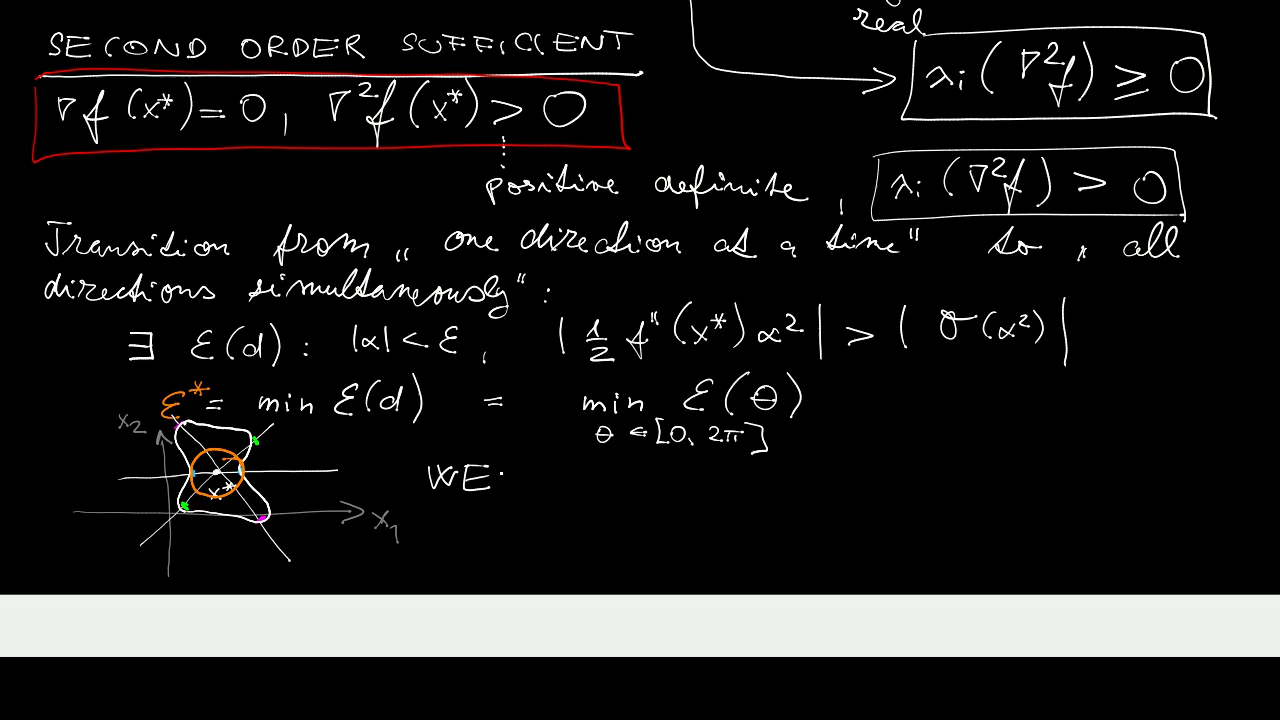 real
SECOND ORDER SUFFICIENT
λi (∇²f) ≥ 0
∇f (x*) = 0, ∇²f (x*) > 0
positive definite, λi (∇²f) > 0
Transition from „ one direction at a time" to „ all
directions simultaneously":
∃ ε(d): |α| < ε, | 1/2 f"(x*) α² | > | O(α²) |
ε* = min ε(d) = min ε(θ)
θ ∈ [0, 2π]
x2
WE
x*
x1